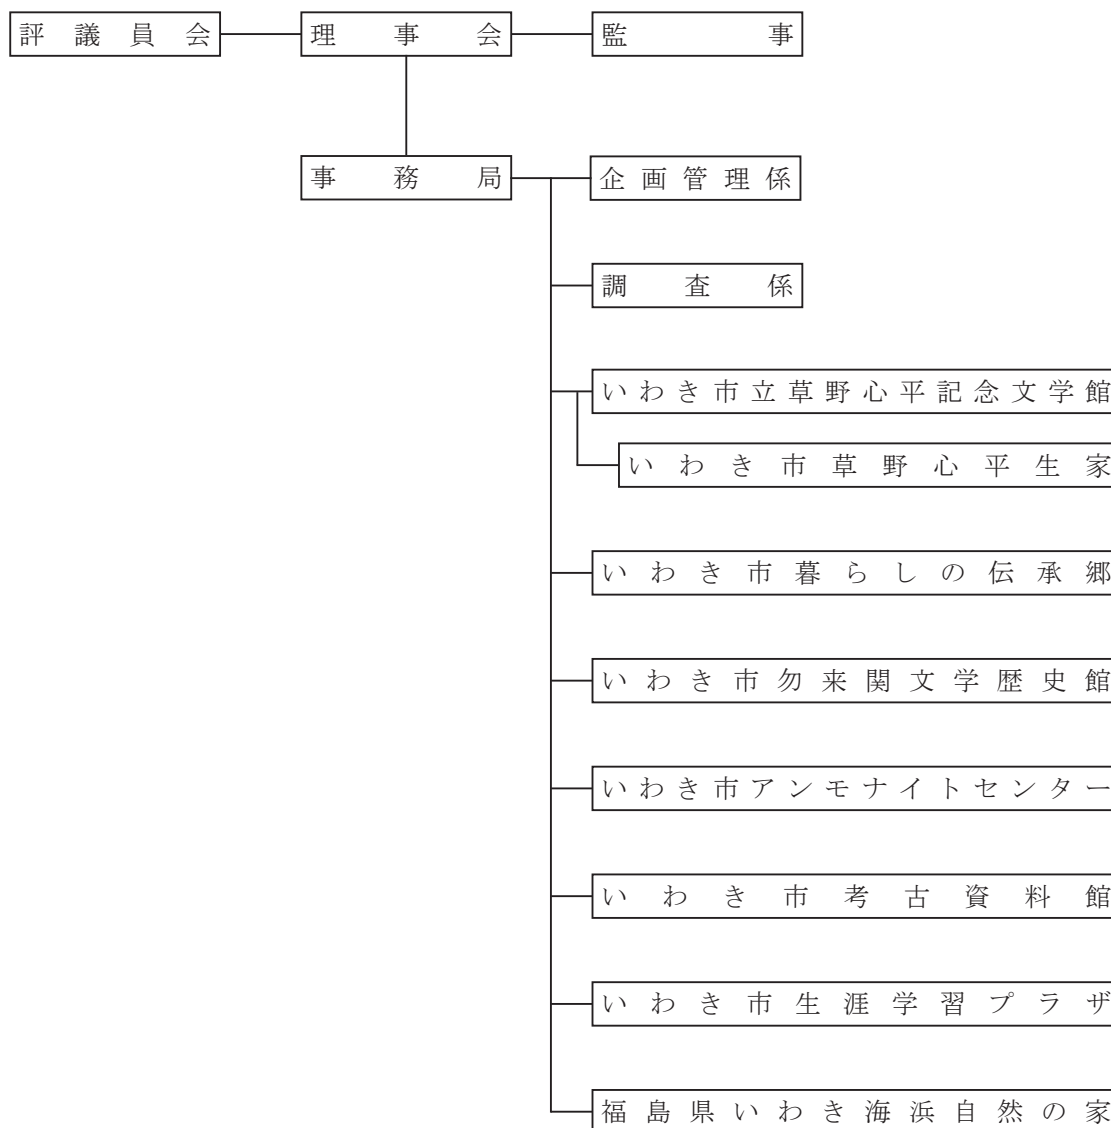 評議員会 理事会 監事
事務局 企画管理係
調査係
いわき市立草野心平記念文学館
いわき市草野心平生家
いわき市暮らしの伝承郷
いわき市勿来関文学歴史館
いわき市アンモナイトセンター
いわき市考古資料館
いわき市生涯学習プラザ
福島県いわき海浜自然の家